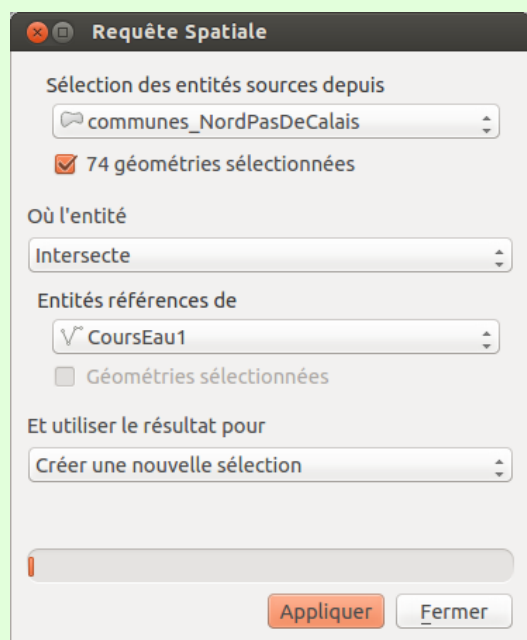 Requête Spatiale
Sélection des entités sources depuis
communes_NordPasDeCalais
74 géométries sélectionnées
Où l'entité
Intersecte
Entités références de
CoursEau1
Géométries sélectionnées
Et utiliser le résultat pour
Créer une nouvelle sélection
Appliquer Fermer